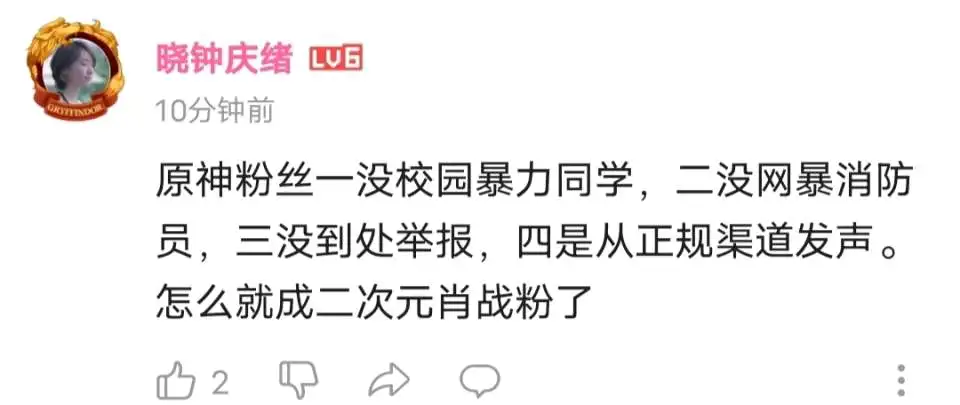 晓钟庆绪 LV6
GRYFFINDOR
10分钟前
原神粉丝一没校园暴力同学，二没网暴消防
员，三没到处举报，四是从正规渠道发声。
怎么就成二次元肖战粉了
2